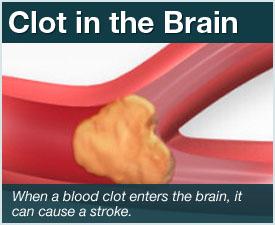 Clot in the Brain
When a blood clot enters the brain, it
can cause a stroke.